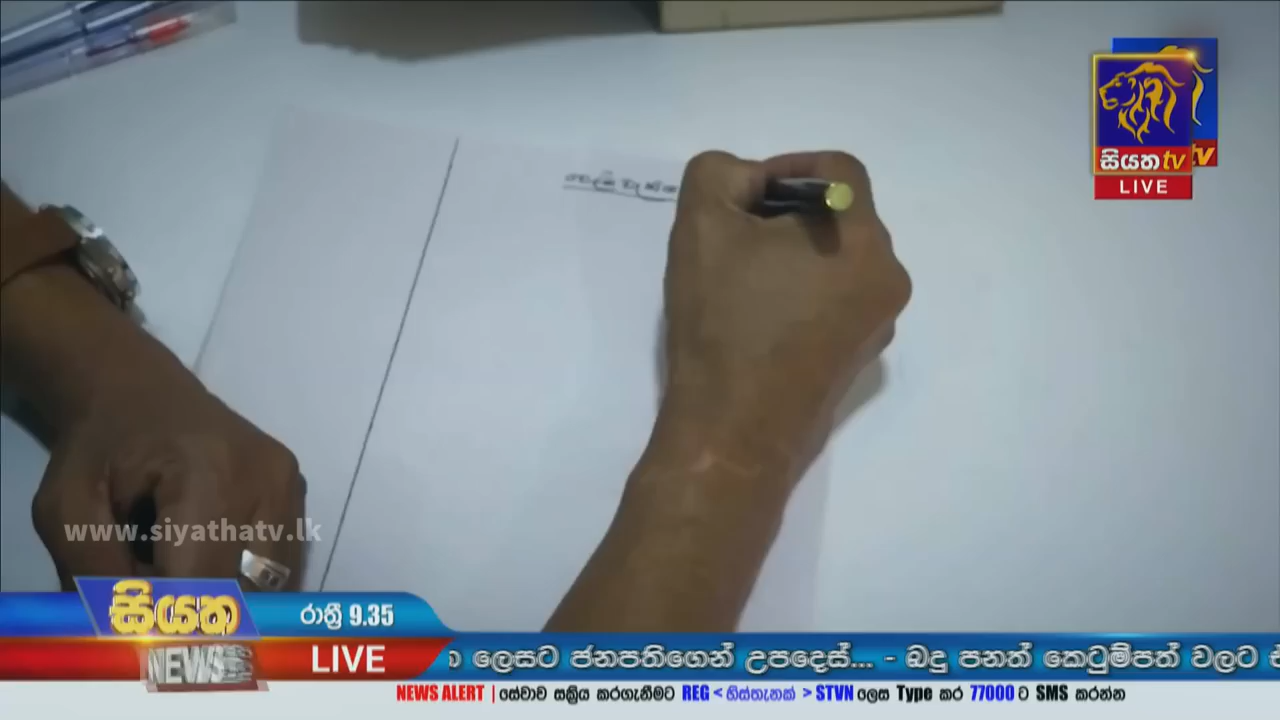 සියත tv
tv
LIVE
www.siyathatv.lk
සියත
රාත්‍රී 9.35
NEWS
LIVE
ලෙසට ජනපතිගෙන් උපදෙස්... - බදු පනත් කෙටුම්පත් වලට
NEWS ALERT | සේවාව සක්‍රිය කරගැනීමට REG < හිස්තැනක් > STVN ලෙස Type කර 77000 ට SMS කරන්න